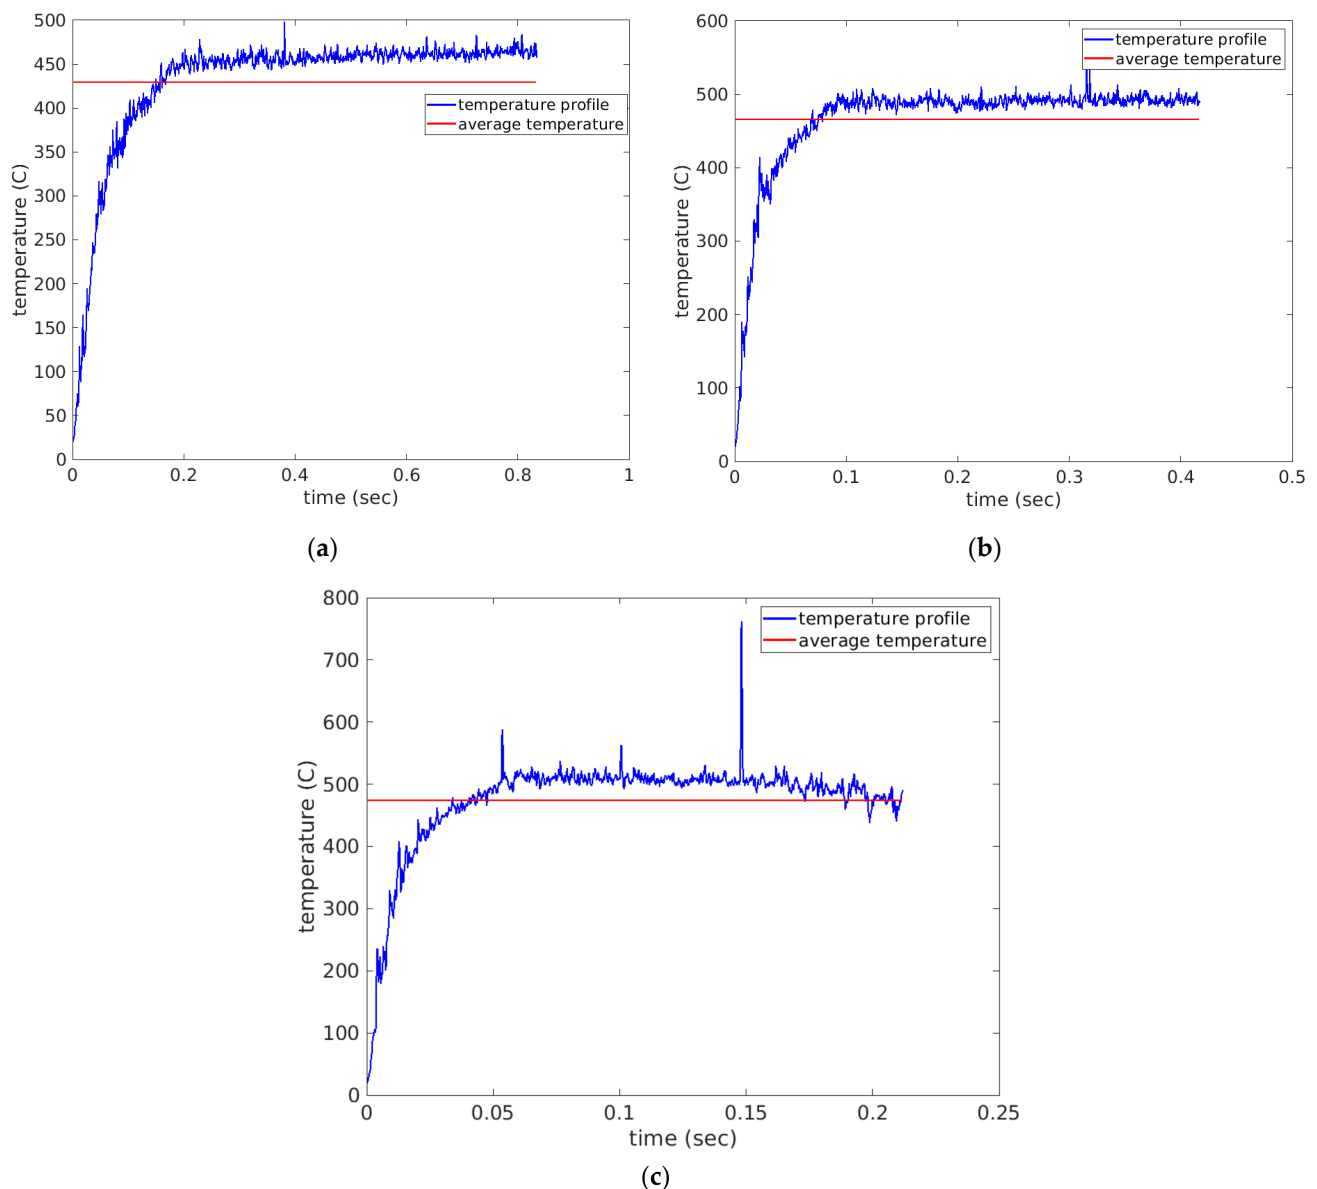 500
450
400
350
300
250
200
150
100
50
0
temperature (C)
temperature profile
average temperature
0 0.2 0.4 0.6 0.8 1
time (sec)
(a)
600
500
400
300
200
100
0
temperature (C)
temperature profile
average temperature
0 0.1 0.2 0.3 0.4 0.5
time (sec)
(b)
800
700
600
500
400
300
200
100
0
temperature (C)
temperature profile
average temperature
0 0.05 0.1 0.15 0.2 0.25
time (sec)
(c)